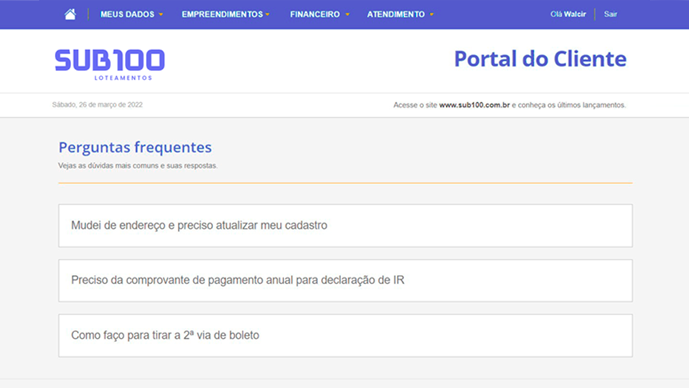 MEUS DADOS EMPREENDIMENTOS FINANCEIRO ATENDIMENTO Olá Walcir Sair
SUB100
LOTEAMENTOS
Portal do Cliente
Sábado, 26 de março de 2022 Acesse o site www.sub100.com.br e conheça os últimos lançamentos.
Perguntas frequentes
Vejas as dúvidas mais comuns e suas respostas.
Mudei de endereço e preciso atualizar meu cadastro
Preciso da comprovante de pagamento anual para declaração de IR
Como faço para tirar a 2ª via de boleto